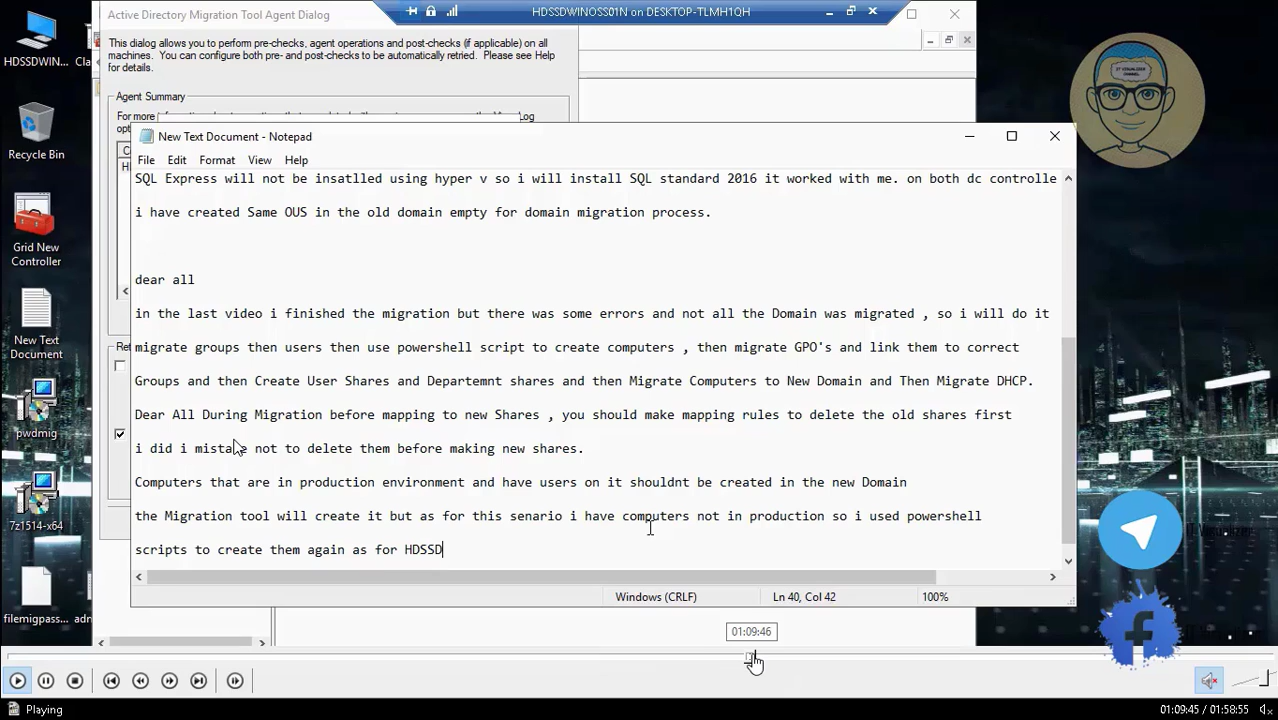 Active Directory Migration Tool Agent Dialog
HDSSDWINOSS01N on DESKTOP-TLMH1QH
This dialog allows you to perform pre-checks, agent operations and post-checks (if applicable) on all
machines. You can configure both pre- and post-checks to be automatically retried. Please see Help
for details.
Agent Summary
For more
Log
HDSSDWIN...
Recycle Bin
Grid New
Controller
New Text
Document
pwdmig
7z1514-x64
filemigpass...
New Text Document - Notepad
File Edit Format View Help
SQL Express will not be insatlled using hyper v so i will install SQL standard 2016 it worked with me. on both dc controlle
i have created Same OUS in the old domain empty for domain migration process.
dear all
in the last video i finished the migration but there was some errors and not all the Domain was migrated , so i will do it
migrate groups then users then use powershell script to create computers , then migrate GPO's and link them to correct
Groups and then Create User Shares and Departemnt shares and then Migrate Computers to New Domain and Then Migrate DHCP.
Dear All During Migration before mapping to new Shares , you should make mapping rules to delete the old shares first
i did i mistake not to delete them before making new shares.
Computers that are in production environment and have users on it shouldnt be created in the new Domain
the Migration tool will create it but as for this senario i have computers not in production so i used powershell
scripts to create them again as for HDSSD
Windows (CRLF) Ln 40, Col 42 100%
01:09:46
Playing
01:09:45 / 01:58:55
IT VISUALIZER
CHANNEL